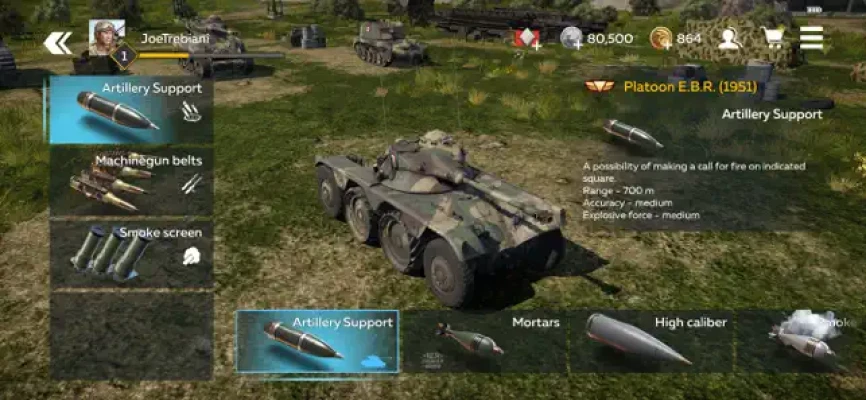 JoeTrebiani
1
80,500
864
Artillery Support
Machinegun belts
Smoke screen
Platoon E.B.R. (1951)
Artillery Support
A possibility of making a call for fire on indicated
square.
Range - 700 m
Accuracy - medium
Explosive force - medium
Artillery Support
Mortars
High caliber